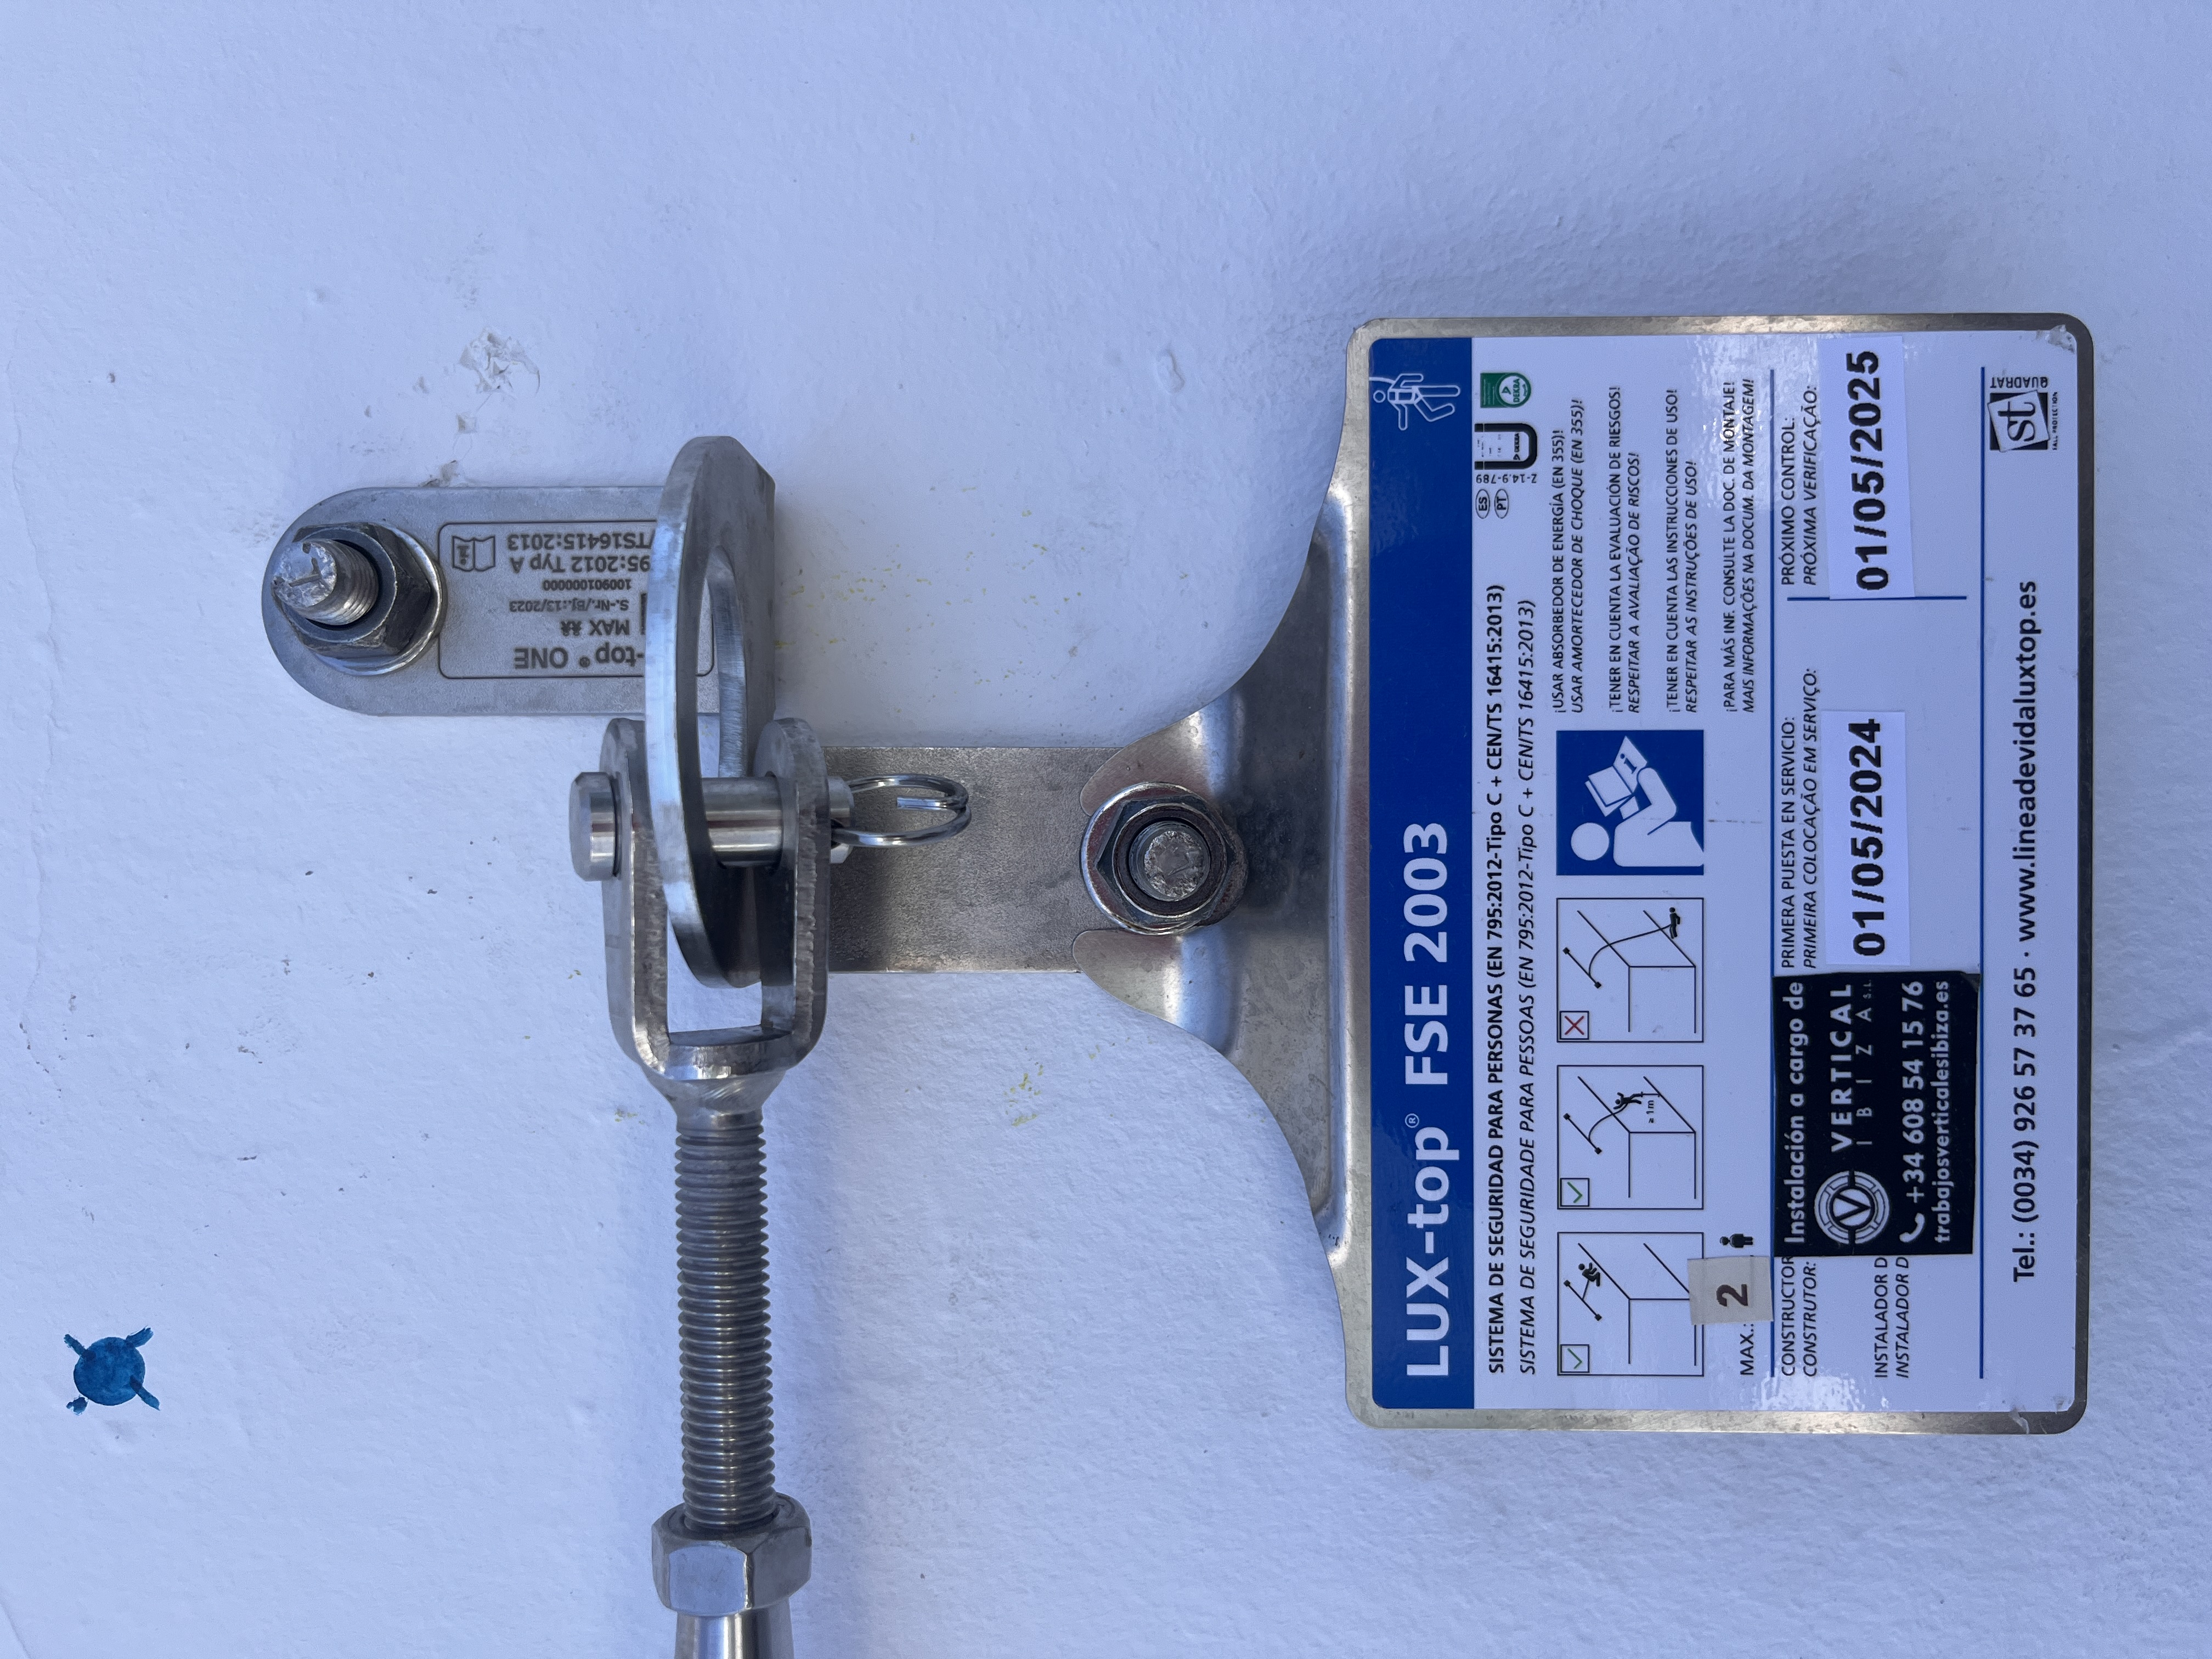 LUX-top® FSE 2003
SISTEMA DE SEGURIDAD PARA PERSONAS (EN 795:2012-Tipo C + CEN/TS 16415:2013)
SISTEMA DE SEGURIDADE PARA PESSOAS (EN 795:2012-Tipo C + CEN/TS 16415:2013)
Z-14.9-789
DEKRA
ES
PT
≥ 1m
¡USAR ABSORBEDOR DE ENERGÍA (EN 355)!
USAR AMORTECEDOR DE CHOQUE (EN 355)!
¡TENER EN CUENTA LA EVALUACIÓN DE RIESGOS!
RESPEITAR A AVALIAÇÃO DE RISCOS!
¡TENER EN CUENTA LAS INSTRUCCIONES DE USO!
RESPEITAR AS INSTRUÇÕES DE USO!
¡PARA MÁS INF. CONSULTE LA DOC. DE MONTAJE!
MAIS INFORMAÇÕES NA DOCUM. DA MONTAGEM!
MAX.: 2
CONSTRUCTOR
CONSTRUTOR:
INSTALADOR D
INSTALADOR D
Instalación a cargo de
VERTICAL
IBIZA S.L.
+34 608 54 15 76
trabajosverticalesibiza.es
PRIMERA PUESTA EN SERVICIO:
PRIMEIRA COLOCAÇÃO EM SERVIÇO:
01/05/2024
PRÓXIMO CONTROL:
PRÓXIMA VERIFICAÇÃO:
01/05/2025
Tel.: (0034) 926 57 37 65 · www.lineadevidaluxtop.es
st
QUADRAT
FALL PROTECTION
-top® ONE
MAX
S.-Nr./Bj.:13/2023
1009010000000
95:2012 Typ A
/TS16415:2013